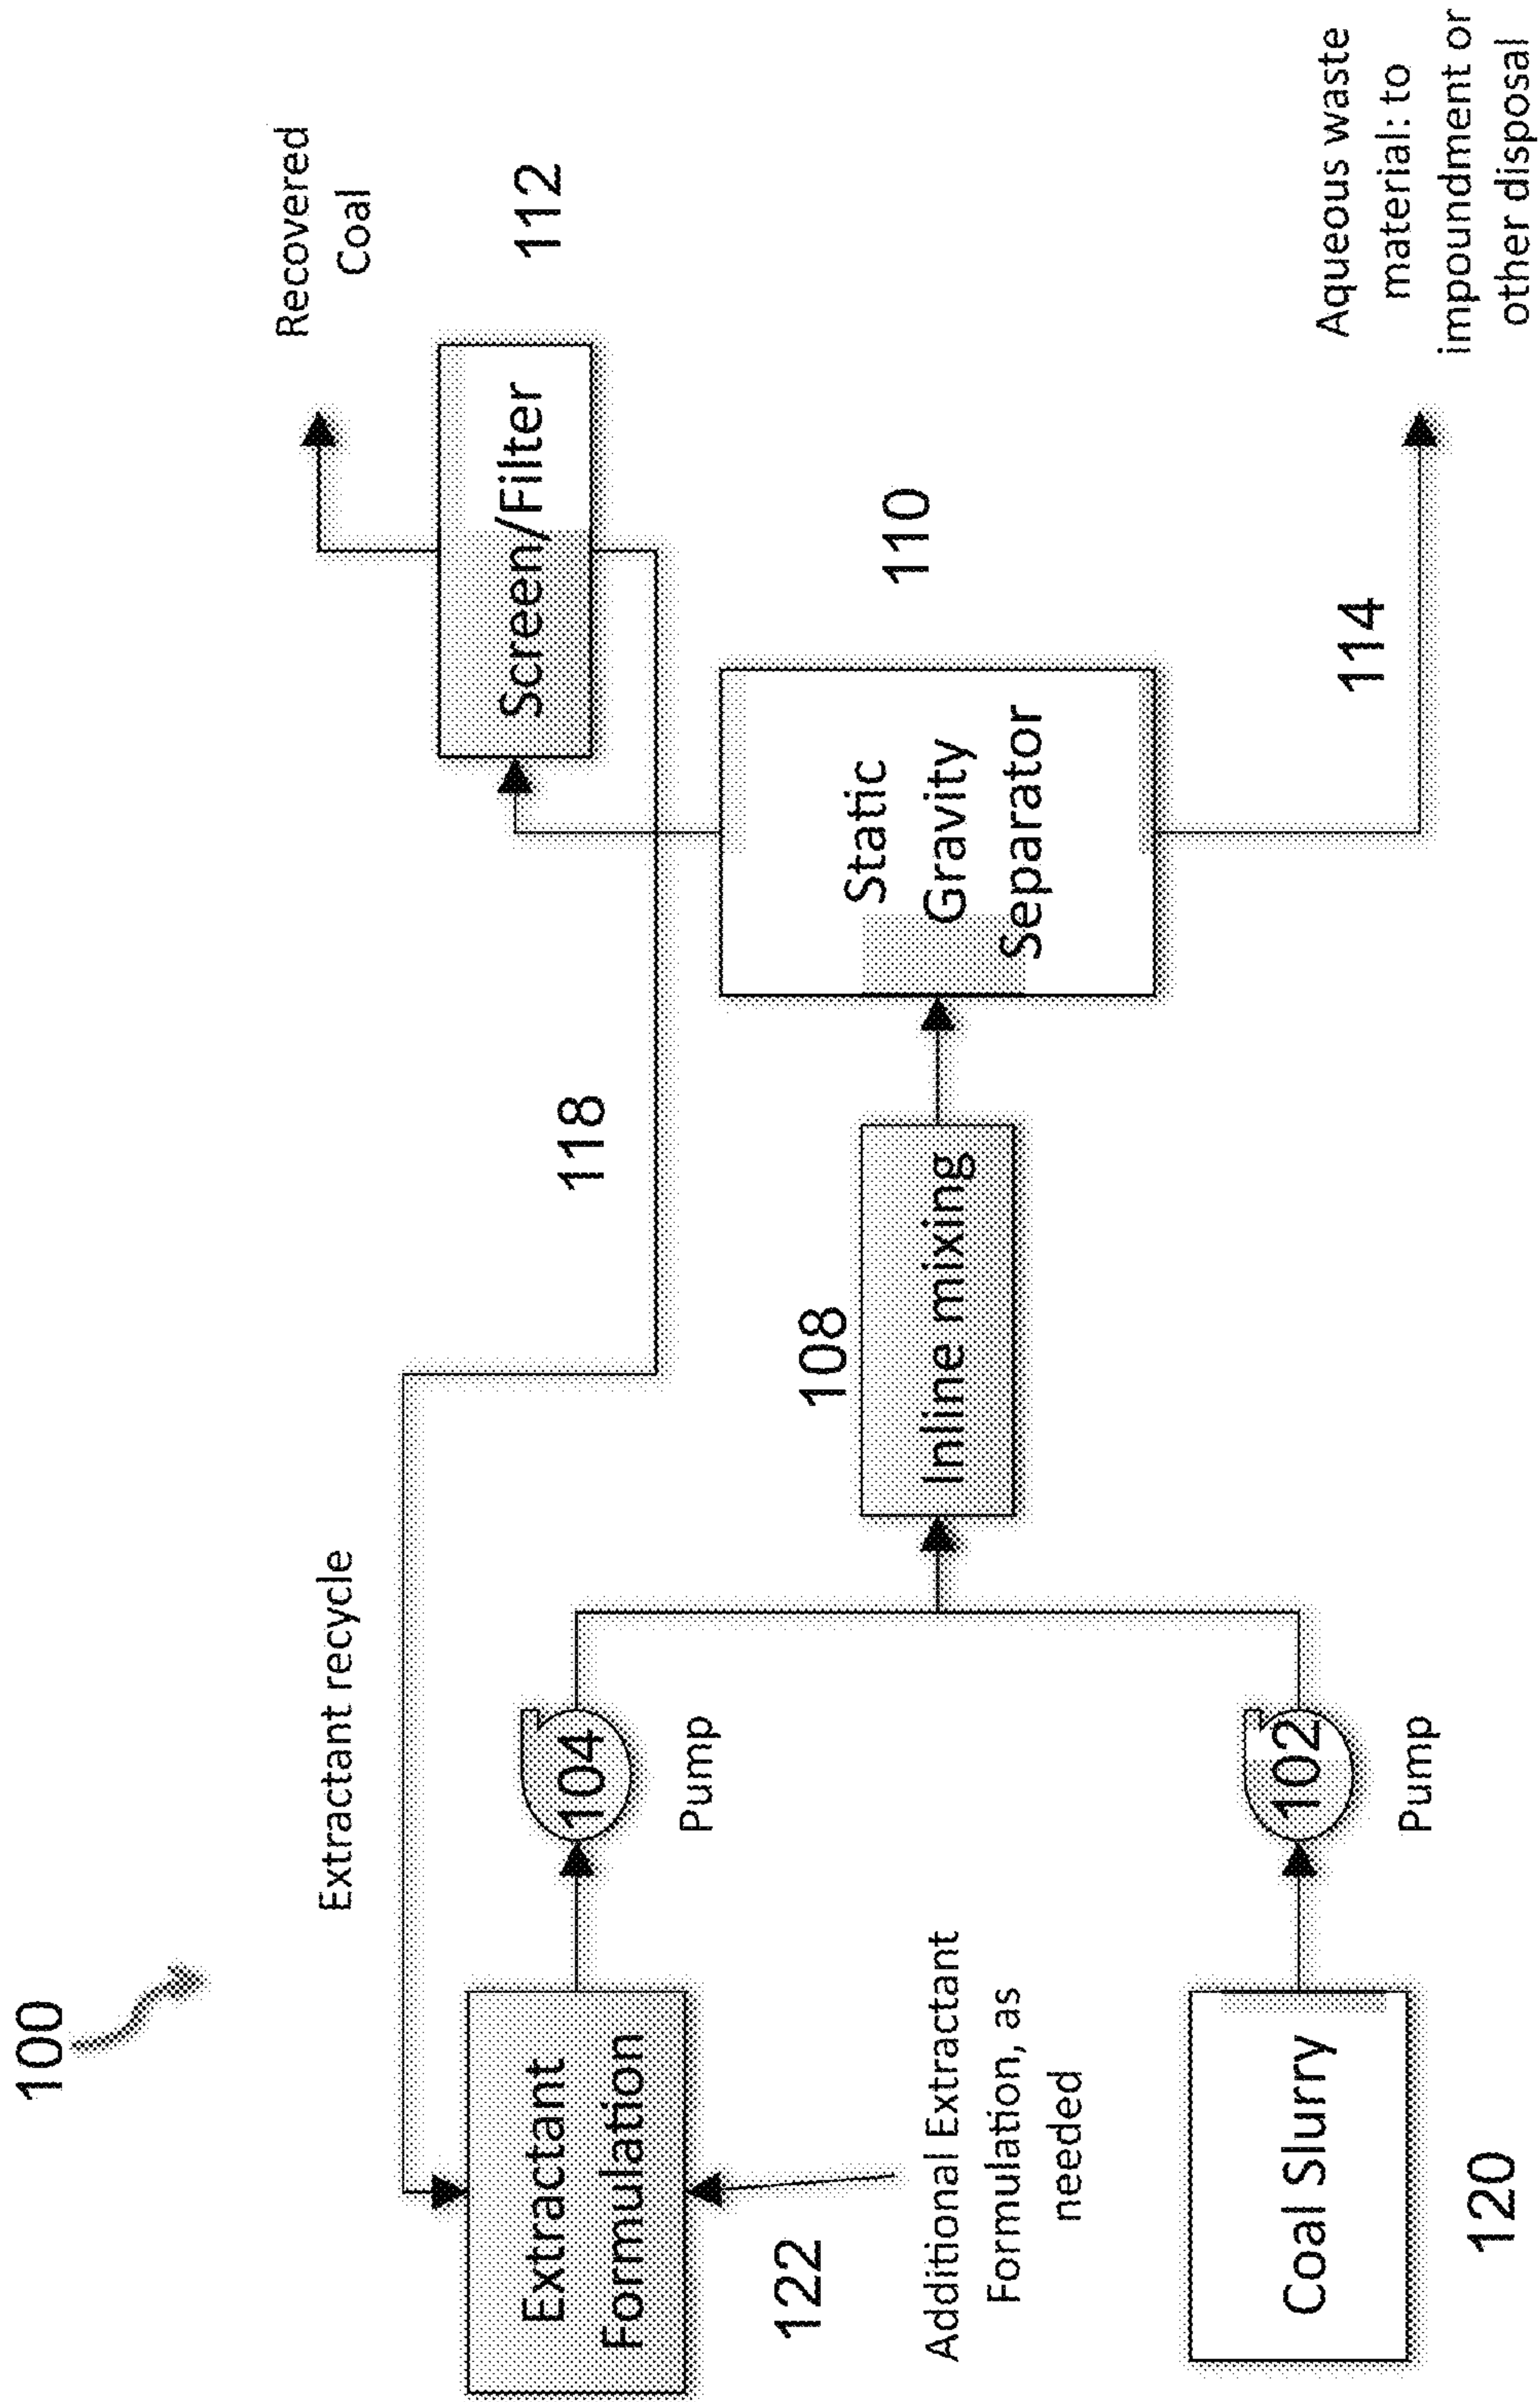 100
Extractant recycle
118
Recovered
Coal
112
Screen/Filter
Extractant
Formulation
104
Pump
122
Additional Extractant
Formulation, as
needed
108
Inline mixing
Static
Gravity
Separator
110
Coal Slurry
120
102
Pump
114
Aqueous waste
material: to
impoundment or
other disposal